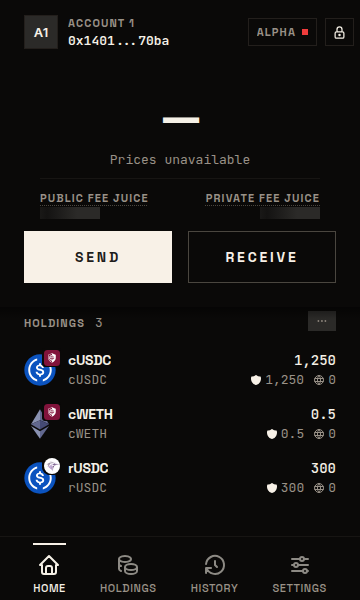 A1
ACCOUNT 1
0x1401...70ba
ALPHA
—
Prices unavailable
PUBLIC FEE JUICE
PRIVATE FEE JUICE
SEND
RECEIVE
HOLDINGS 3
...
cUSDC 1,250
cUSDC 1,250 0
cWETH 0.5
cWETH 0.5 0
rUSDC 300
rUSDC 300 0
HOME HOLDINGS HISTORY SETTINGS